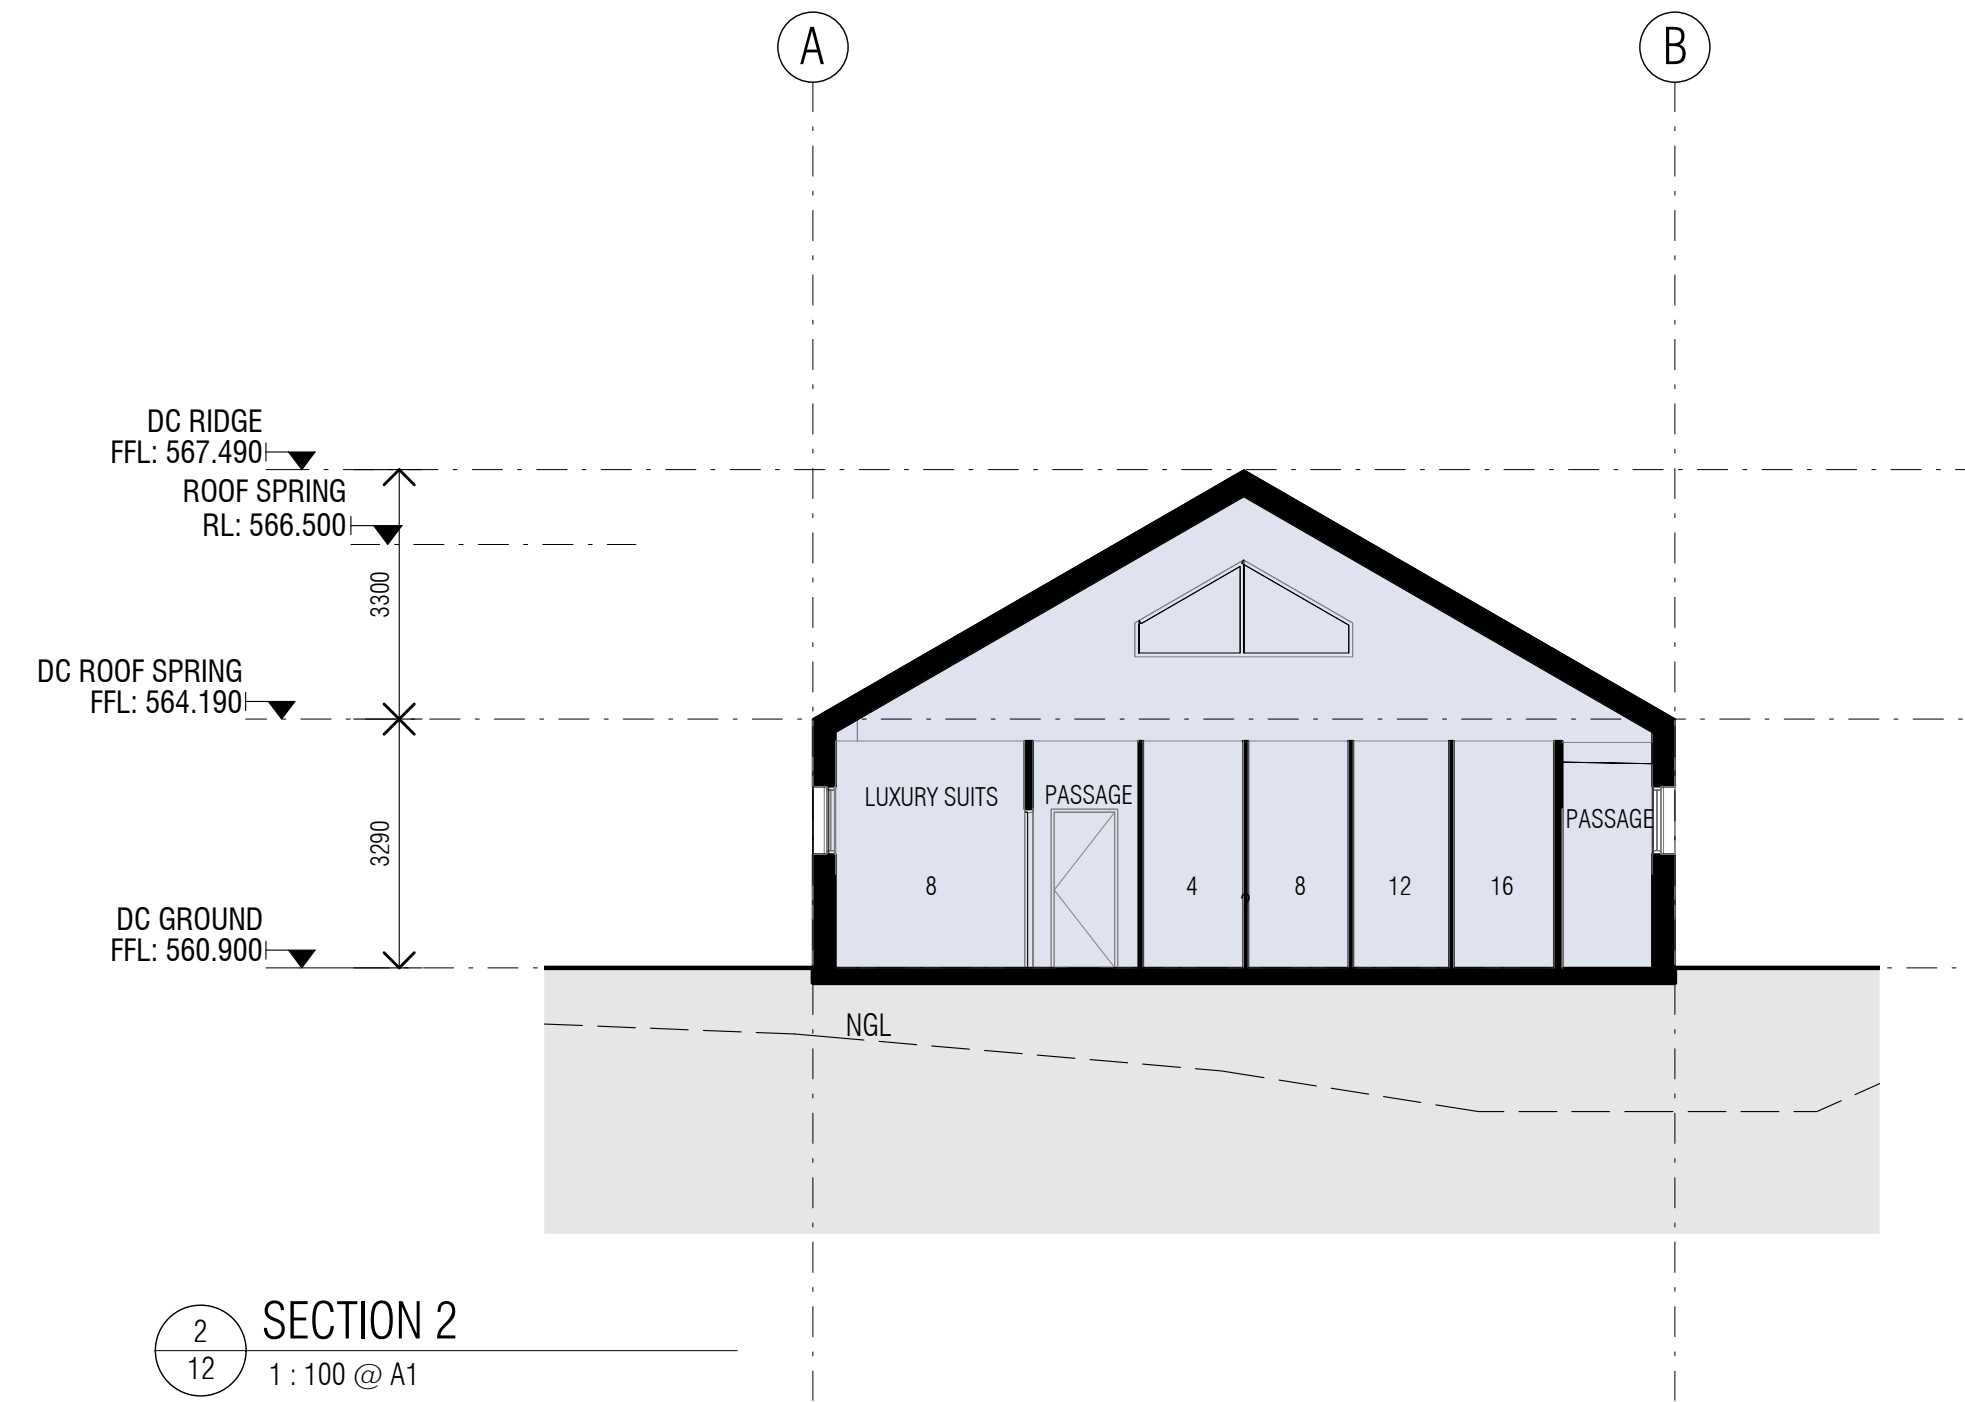 A
B
DC RIDGE
FFL: 567.490
ROOF SPRING
RL: 566.500
3300
DC ROOF SPRING
FFL: 564.190
LUXURY SUITS
PASSAGE
PASSAGE
3290
8
4
8
12
16
DC GROUND
FFL: 560.900
NGL
2
12
SECTION 2
1 : 100 @ A1